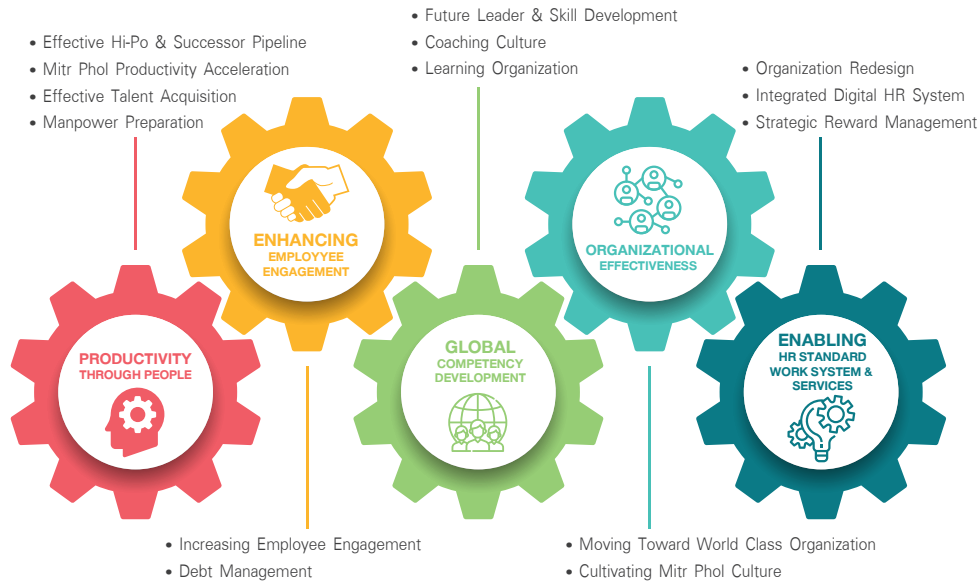 • Future Leader & Skill Development
• Coaching Culture
• Learning Organization
• Effective Hi-Po & Successor Pipeline
• Mitr Phol Productivity Acceleration
• Effective Talent Acquisition
• Manpower Preparation
• Organization Redesign
• Integrated Digital HR System
• Strategic Reward Management
ENHANCING
EMPLOYYEE
ENGAGEMENT
ORGANIZATIONAL
EFFECTIVENESS
PRODUCTIVITY
THROUGH PEOPLE
GLOBAL
COMPETENCY
DEVELOPMENT
ENABLING
HR STANDARD
WORK SYSTEM &
SERVICES
• Increasing Employee Engagement
• Debt Management
• Moving Toward World Class Organization
• Cultivating Mitr Phol Culture